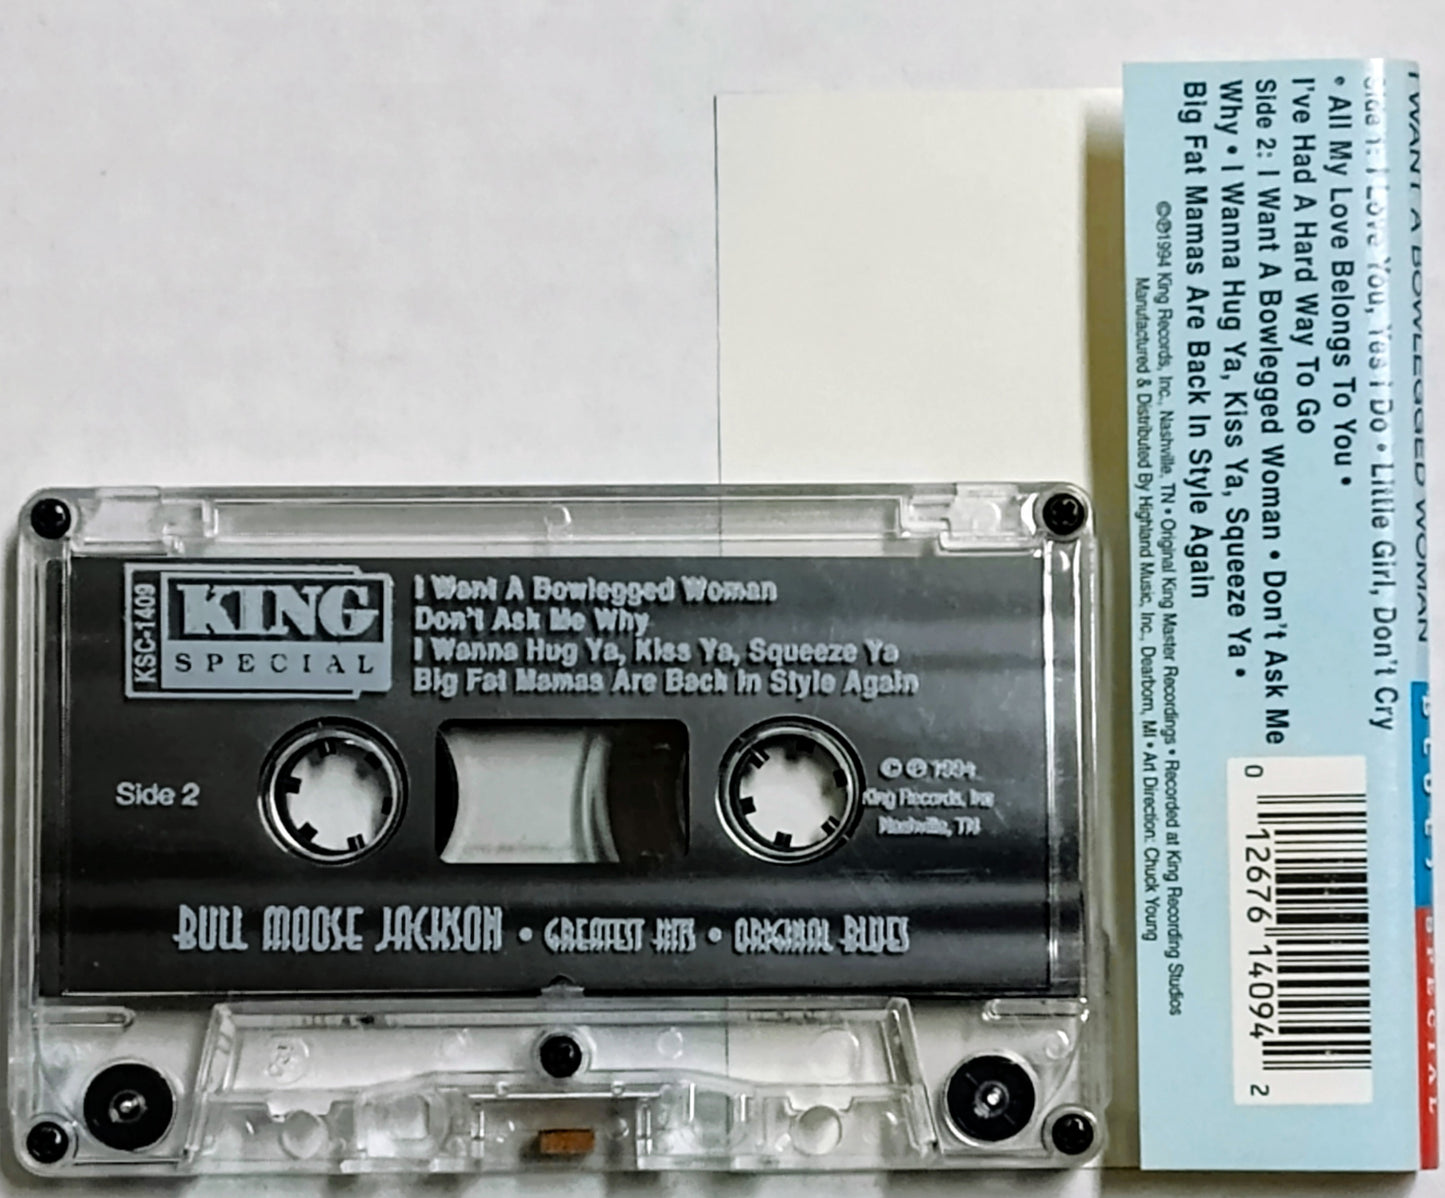 KSC-1409
KING
SPECIAL
I Want A Bowlegged Woman
Don't Ask Me Why
I Wanna Hug Ya, Kiss Ya, Squeeze Ya
Big Fat Mamas Are Back In Style Again
Side 2
© ℗ 1994
King Records, Inc
Nashville, TN
BULL MOOSE JACKSON • GREATEST HITS • ORIGINAL BLUES
I WANT A BOWLEGGED WOMAN
SPECIAL
Side 1: I Love You, Yes I Do • Little Girl, Don't Cry
• All My Love Belongs To You •
I've Had A Hard Way To Go
Side 2: I Want A Bowlegged Woman • Don't Ask Me
Why • I Wanna Hug Ya, Kiss Ya, Squeeze Ya •
Big Fat Mamas Are Back In Style Again
©℗1994 King Records, Inc., Nashville, TN • Original King Master Recordings • Recorded at King Recording Studios
Manufactured & Distributed By Highland Music, Inc., Dearborn, MI • Art Direction: Chuck Young
0 12676 14094 2